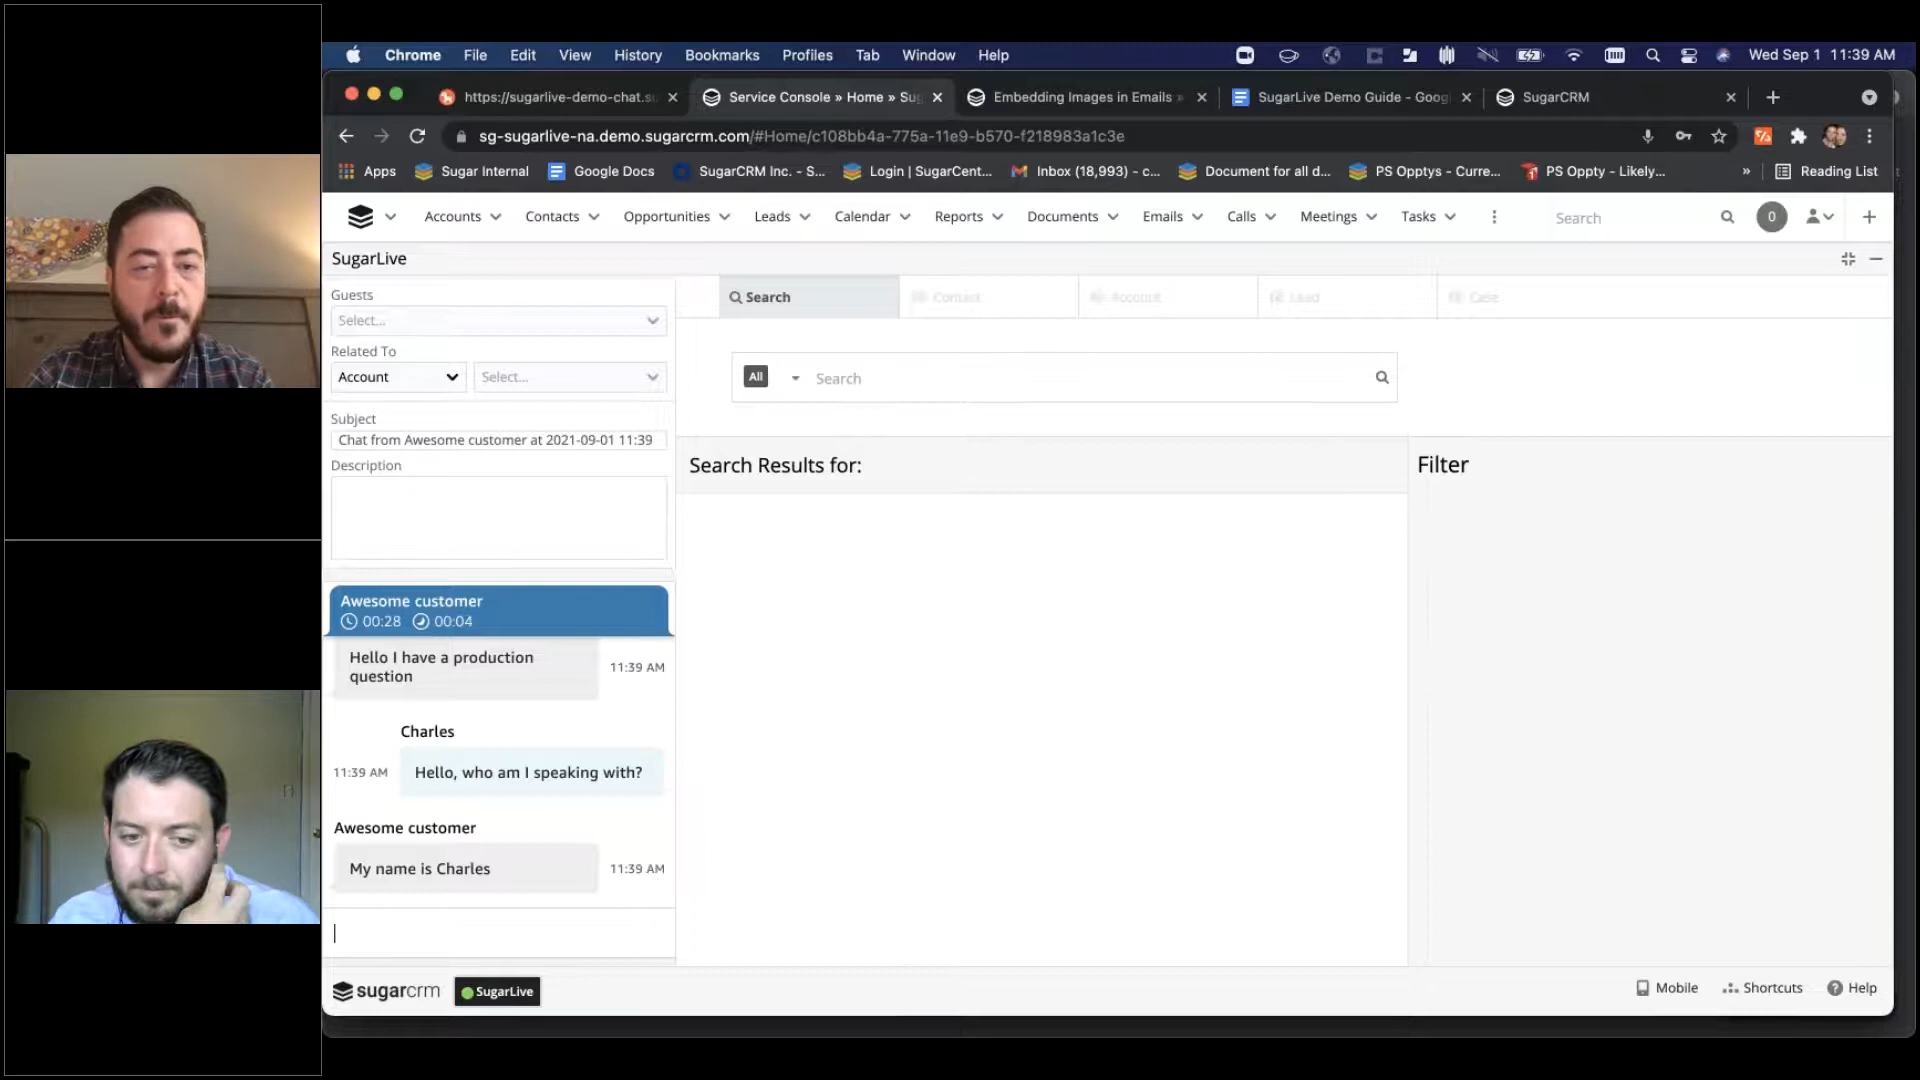 Chrome File Edit View History Bookmarks Profiles Tab Window Help Wed Sep 1 11:39 AM
https://sugarlive-demo-chat.s Service Console » Home » Sug Embedding Images in Emails » SugarLive Demo Guide - Goog SugarCRM
sg-sugarlive-na.demo.sugarcrm.com/#Home/c108bb4a-775a-11e9-b570-f218983a1c3e
Apps Sugar Internal Google Docs SugarCRM Inc. - S... Login | SugarCent... Inbox (18,993) - c... Document for all d... PS Opptys - Curre... PS Oppty - Likely... » Reading List
Accounts Contacts Opportunities Leads Calendar Reports Documents Emails Calls Meetings Tasks Search 0
SugarLive
Guests
Select...
Related To
Account Select...
Subject
Chat from Awesome customer at 2021-09-01 11:39
Description
Awesome customer
00:28 00:04
Hello I have a production
question
11:39 AM
Charles
11:39 AM Hello, who am I speaking with?
Awesome customer
My name is Charles 11:39 AM
Search Contact Account Lead Case
All Search
Search Results for:
Filter
sugarcrm SugarLive Mobile Shortcuts Help